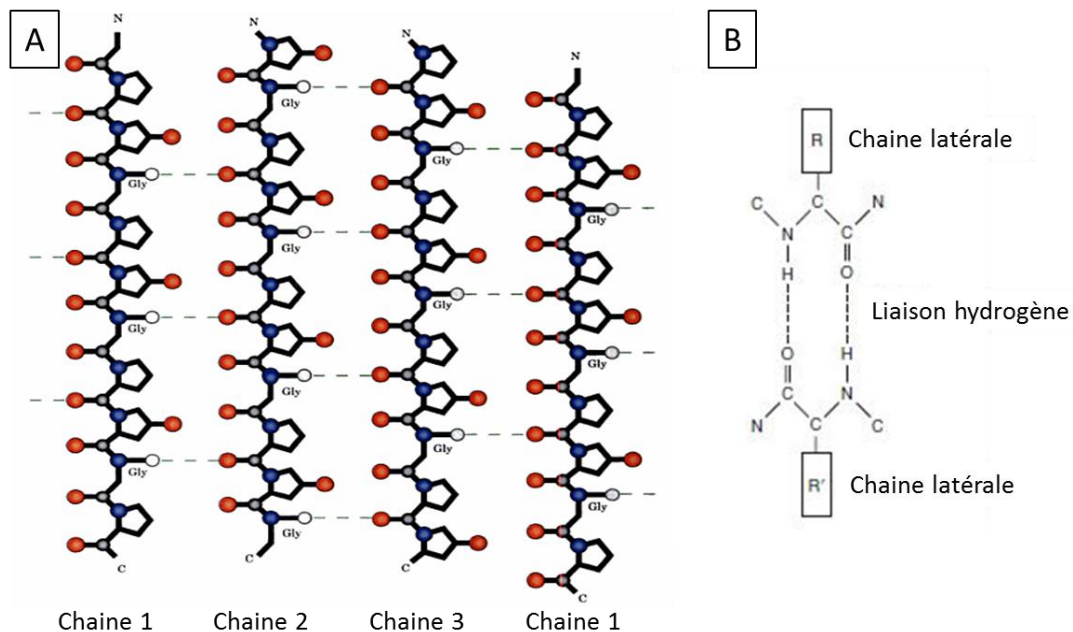 A
N
N
N
N
Gly
Gly
Gly
Gly
Gly
Gly
Gly
Gly
Gly
Gly
Gly
Gly
Gly
C
C
C
C
Chaine 1
Chaine 2
Chaine 3
Chaine 1
B
R Chaine latérale
C C N
N C
H O
Liaison hydrogène
O H
C N
N C C
R' Chaine latérale